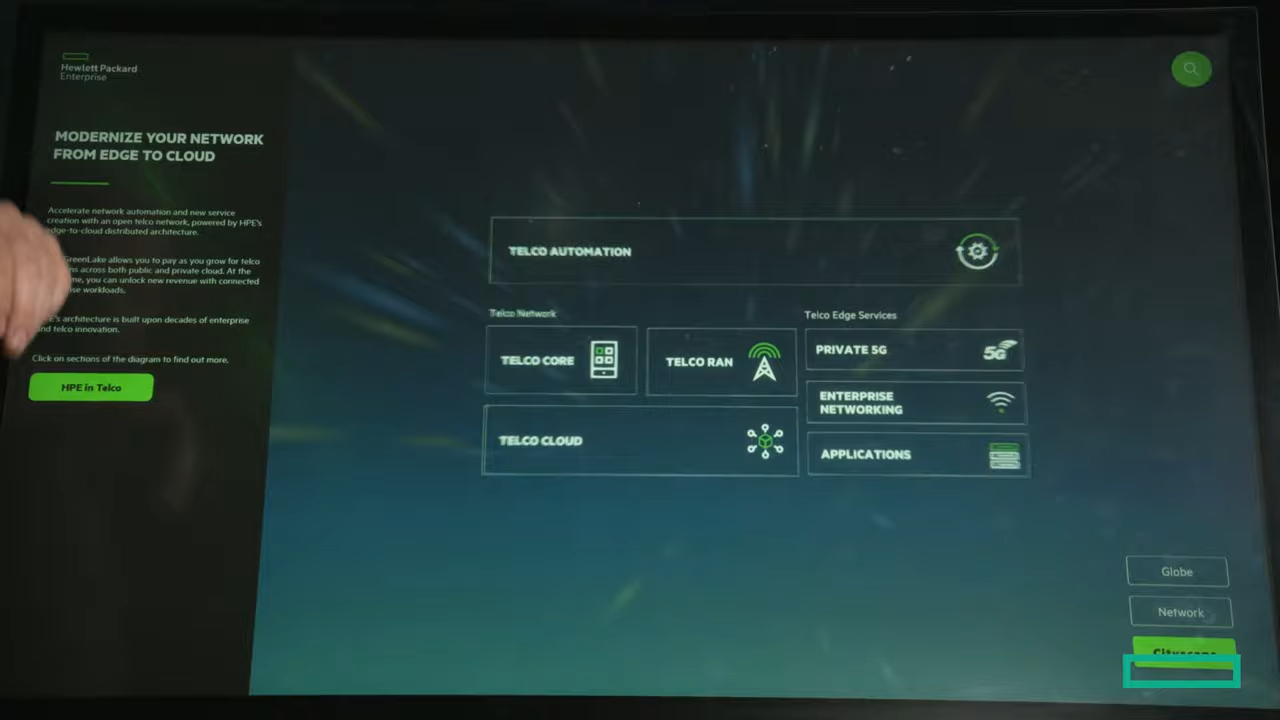 Hewlett Packard
Enterprise
MODERNIZE YOUR NETWORK
FROM EDGE TO CLOUD
Accelerate network automation and new service
creation with an open telco network, powered by HPE's
edge-to-cloud distributed architecture.
GreenLake allows you to pay as you grow for telco
across both public and private cloud. At the
you can unlock new revenue with connected
workloads.
architecture is built upon decades of enterprise
and telco innovation.
Click on sections of the diagram to find out more.
HPE in Telco
TELCO AUTOMATION
Telco Network
TELCO CORE
TELCO RAN
TELCO CLOUD
Telco Edge Services
PRIVATE 5G
5G
ENTERPRISE
NETWORKING
APPLICATIONS
Globe
Network
Cityscape